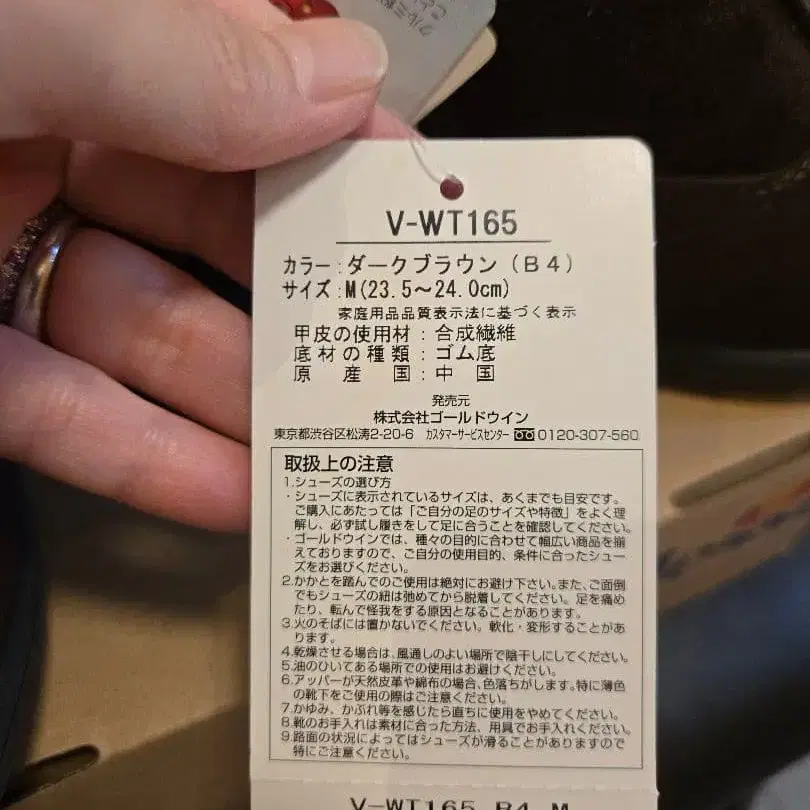 V-WT165
カラー:ダークブラウン(B4)
サイズ:M(23.5~24.0cm)
家庭用品品質表示法に基づく表示
甲皮の使用材:合成繊維
底材の種類:ゴム底
原産国:中国
発売元
株式会社ゴールドウイン
東京都渋谷区松涛2-20-6 カスタマーサービスセンター 0120-307-560
取扱上の注意
1.シューズの選び方
・シューズに表示されているサイズは、あくまでも目安です。
ご購入にあたっては「ご自分の足のサイズや特徴」をよく理
解し、必ず試し履きをして足に合うことを確認してください。
・ゴールドウインでは、種々の目的に合わせて幅広い商品を揃
えておりますので、ご自分の使用目的、条件に合ったシュー
ズをお選びください。
2.かかとを踏んでのご使用は絶対にお避け下さい。また、ご面倒
でもシューズの紐は弛めてから脱着してください。足を痛め
たり、転んで怪我をする原因となることがあります。
3.火のそばには置かないでください。軟化・変形することがあ
ります。
4.乾燥させる場合は、風通しのよい場所で陰干しにしてください。
5.油のひいてある場所での使用はお避けください。
6.アッパーが天然皮革や綿布の場合、色落ちがします。特に薄色
の靴下をご使用の際はご注意ください。
7.かゆみ、かぶれ等を感じたら直ちに使用をやめてください。
8.靴のお手入れは素材に合った方法、用具でお手入れください。
9.路面の状況によってはシューズが滑ることがありますので
特にご注意ください。
V-WT165 B4 M